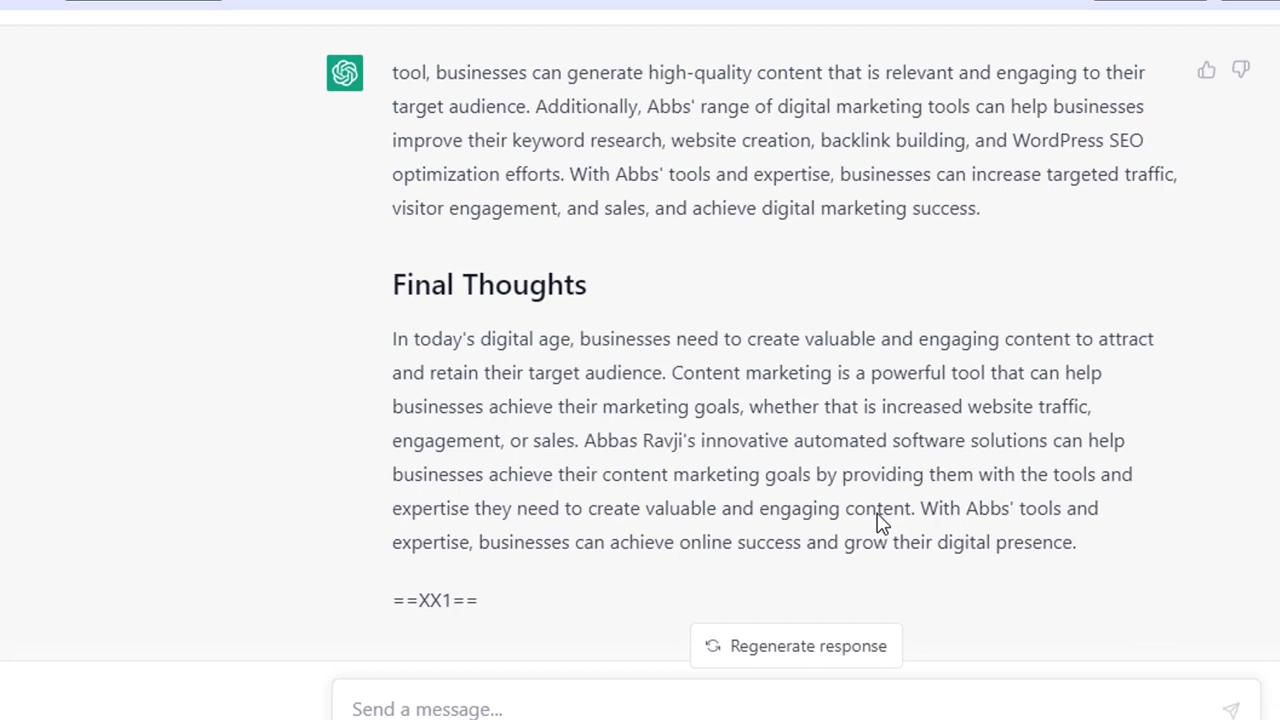 tool, businesses can generate high-quality content that is relevant and engaging to their
target audience. Additionally, Abbs' range of digital marketing tools can help businesses
improve their keyword research, website creation, backlink building, and WordPress SEO
optimization efforts. With Abbs' tools and expertise, businesses can increase targeted traffic,
visitor engagement, and sales, and achieve digital marketing success.
Final Thoughts
In today's digital age, businesses need to create valuable and engaging content to attract
and retain their target audience. Content marketing is a powerful tool that can help
businesses achieve their marketing goals, whether that is increased website traffic,
engagement, or sales. Abbas Ravji's innovative automated software solutions can help
businesses achieve their content marketing goals by providing them with the tools and
expertise they need to create valuable and engaging content. With Abbs' tools and
expertise, businesses can achieve online success and grow their digital presence.
==XX1==
Regenerate response
Send a message...